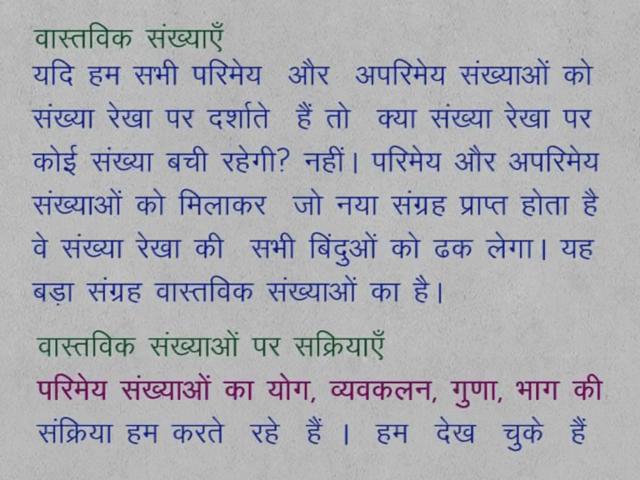 वास्तविक संख्याएँ
यदि हम सभी परिमेय और अपरिमेय संख्याओं को
संख्या रेखा पर दर्शाते हैं तो क्या संख्या रेखा पर
कोई संख्या बची रहेगी? नहीं। परिमेय और अपरिमेय
संख्याओं को मिलाकर जो नया संग्रह प्राप्त होता है
वे संख्या रेखा की सभी बिंदुओं को ढक लेगा। यह
बड़ा संग्रह वास्तविक संख्याओं का है।
वास्तविक संख्याओं पर सक्रियाएँ
परिमेय संख्याओं का योग, व्यवकलन, गुणा, भाग की
संक्रिया हम करते रहे हैं । हम देख चुके हैं